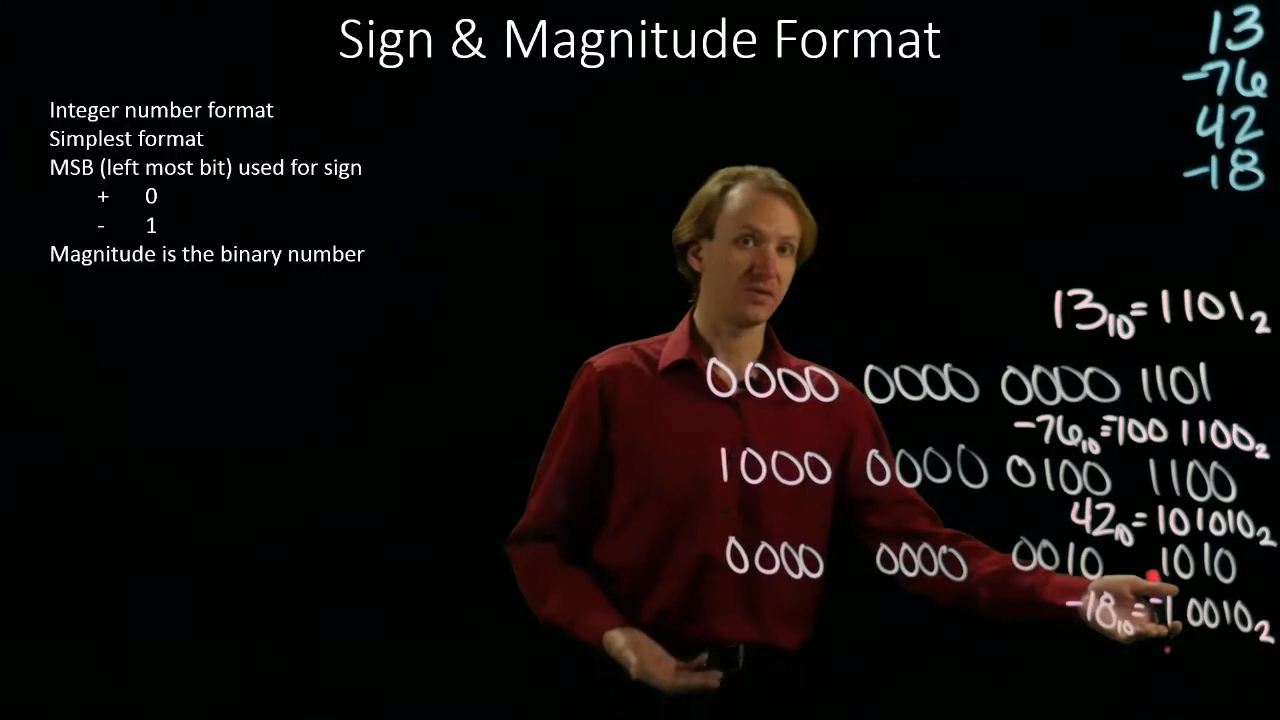 Sign & Magnitude Format
Integer number format
Simplest format
MSB (left most bit) used for sign
+ 0
- 1
Magnitude is the binary number
13
-76
42
-18
13₁₀ = 1101₂
0000 0000 0000 1101
-76₁₀ = -100 1100₂
1000 0000 0100 1100
42₁₀ = 101010₂
0000 0000 0010 1010
-18₁₀ = -1 0010₂